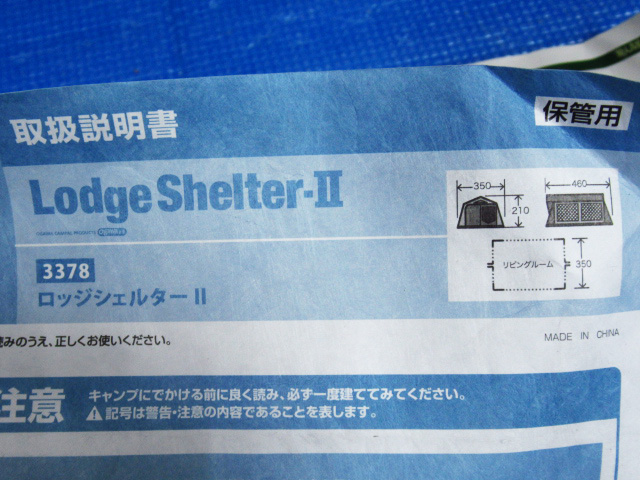 取扱説明書
保管用
Lodge Shelter-II
OGAWA CAMPAL PRODUCTS
350
210
460
リビングルーム
350
3378
ロッジシェルター II
MADE IN CHINA
読みのうえ、正しくお使いください。
注意
キャンプにでかける前に良く読み、必ず一度建ててみてください。
記号は警告・注意の内容であることを表します。